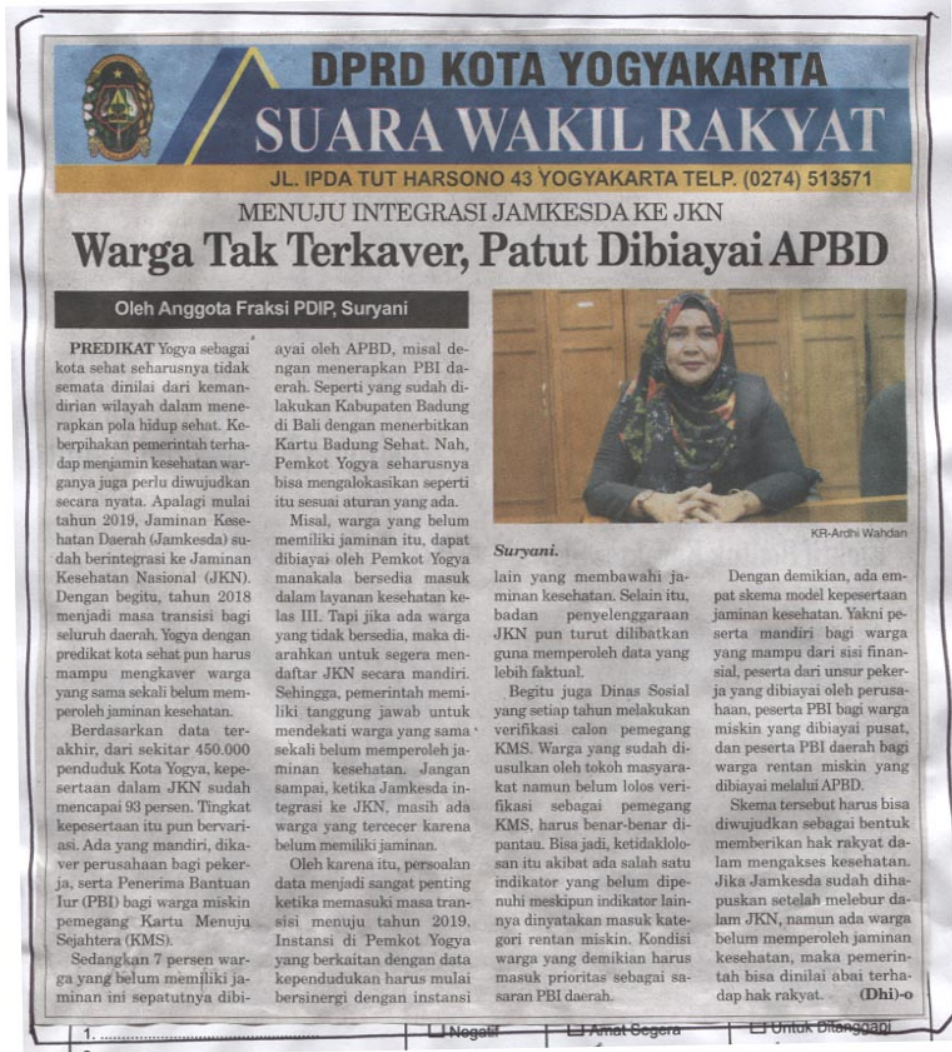 DPRD KOTA YOGYAKARTA
SUARA WAKIL RAKYAT
JL. IPDA TUT HARSONO 43 YOGYAKARTA TELP. (0274) 513571
MENUJU INTEGRASI JAMKESDA KE JKN
Warga Tak Terkaver, Patut Dibiayai APBD
Oleh Anggota Fraksi PDIP, Suryani
PREDIKAT Yogya sebagai
kota sehat seharusnya tidak
semata dinilai dari keman-
dirian wilayah dalam mene-
rapkan pola hidup sehat. Ke-
berpihakan pemerintah terha-
dap menjamin kesehatan war-
ganya juga perlu diwujudkan
secara nyata. Apalagi mulai
tahun 2019, Jaminan Kese-
hatan Daerah (Jamkesda) su-
dah berintegrasi ke Jaminan
Kesehatan Nasional (JKN).
Dengan begitu, tahun 2018
menjadi masa transisi bagi
seluruh daerah. Yogya dengan
predikat kota sehat pun harus
mampu mengkaver warga
yang sama sekali belum mem-
peroleh jaminan kesehatan.
Berdasarkan data ter-
akhir, dari sekitar 450.000
penduduk Kota Yogya, kepe-
sertaan dalam JKN sudah
mencapai 93 persen. Tingkat
kepesertaan itu pun bervari-
asi. Ada yang mandiri, dika-
ver perusahaan bagi peker-
ja, serta Penerima Bantuan
Iur (PBI) bagi warga miskin
pemegang Kartu Menuju
Sejahtera (KMS).
Sedangkan 7 persen war-
ga yang belum memiliki ja-
minan ini sepatutnya dibi-
ayai oleh APBD, misal de-
ngan menerapkan PBI da-
erah. Seperti yang sudah di-
lakukan Kabupaten Badung
di Bali dengan menerbitkan
Kartu Badung Sehat. Nah,
Pemkot Yogya seharusnya
bisa mengalokasikan seperti
itu sesuai aturan yang ada.
Misal, warga yang belum
memiliki jaminan itu, dapat
dibiayai oleh Pemkot Yogya
manakala bersedia masuk
dalam layanan kesehatan ke-
las III. Tapi jika ada warga
yang tidak bersedia, maka di-
arahkan untuk segera men-
daftar JKN secara mandiri.
Sehingga, pemerintah memi-
liki tanggung jawab untuk
mendekati warga yang sama
sekali belum memperoleh ja-
minan kesehatan. Jangan
sampai, ketika Jamkesda in-
tegrasi ke JKN, masih ada
warga yang tercecer karena
belum memiliki jaminan.
Oleh karena itu, persoalan
data menjadi sangat penting
ketika memasuki masa tran-
sisi menuju tahun 2019.
Instansi di Pemkot Yogya
yang berkaitan dengan data
kependudukan harus mulai
bersinergi dengan instansi
KR-Ardhi Wahdan
Suryani.
lain yang membawahi ja-
minan kesehatan. Selain itu,
badan penyelenggaraan
JKN pun turut dilibatkan
guna memperoleh data yang
lebih faktual.
Begitu juga Dinas Sosial
yang setiap tahun melakukan
verifikasi calon pemegang
KMS. Warga yang sudah di-
usulkan oleh tokoh masyara-
kat namun belum lolos veri-
fikasi sebagai pemegang
KMS, harus benar-benar di-
pantau. Bisa jadi, ketidaklolo-
san itu akibat ada salah satu
indikator yang belum dipe-
nuhi meskipun indikator lain-
nya dinyatakan masuk kate-
gori rentan miskin. Kondisi
warga yang demikian harus
masuk prioritas sebagai sa-
saran PBI daerah.
Dengan demikian, ada em-
pat skema model kepesertaan
jaminan kesehatan. Yakni pe-
serta mandiri bagi warga
yang mampu dari sisi finan-
sial, peserta dari unsur peker-
ja yang dibiayai oleh perusa-
haan, peserta PBI bagi warga
miskin yang dibiayai pusat,
dan peserta PBI daerah bagi
warga rentan miskin yang
dibiayai melalui APBD.
Skema tersebut harus bisa
diwujudkan sebagai bentuk
memberikan hak rakyat da-
lam mengakses kesehatan.
Jika Jamkesda sudah diha-
puskan setelah melebur da-
lam JKN, namun ada warga
belum memperoleh jaminan
kesehatan, maka pemerin-
tah bisa dinilai abai terha-
dap hak rakyat. (Dhi)-o
1. Negatif Amat Segera Untuk Ditanggapi